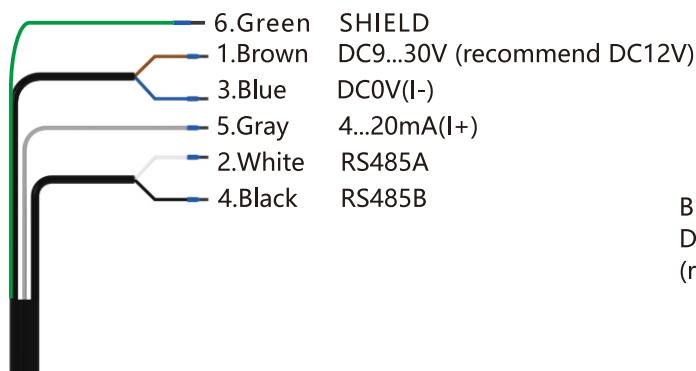 6.Green SHIELD
1.Brown DC9...30V (recommend DC12V)
3.Blue DC0V(I-)
5.Gray 4...20mA(I+)
2.White RS485A
4.Black RS485B
B
D
(r